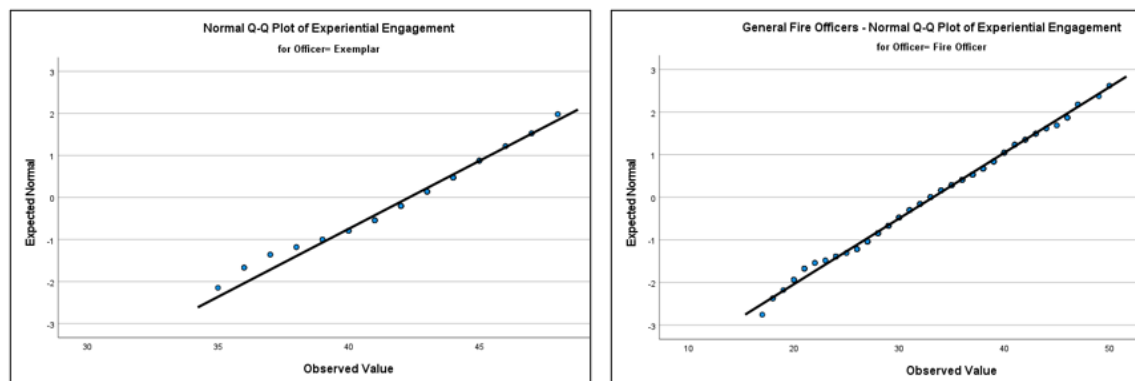 Normal Q-Q Plot of Experiential Engagement
for Officer= Exemplar
Expected Normal
3
2
1
0
-1
-2
-3
30
35
40
45
Observed Value
General Fire Officers - Normal Q-Q Plot of Experiential Engagement
for Officer= Fire Officer
Expected Normal
3
2
1
0
-1
-2
-3
10
20
30
40
50
Observed Value